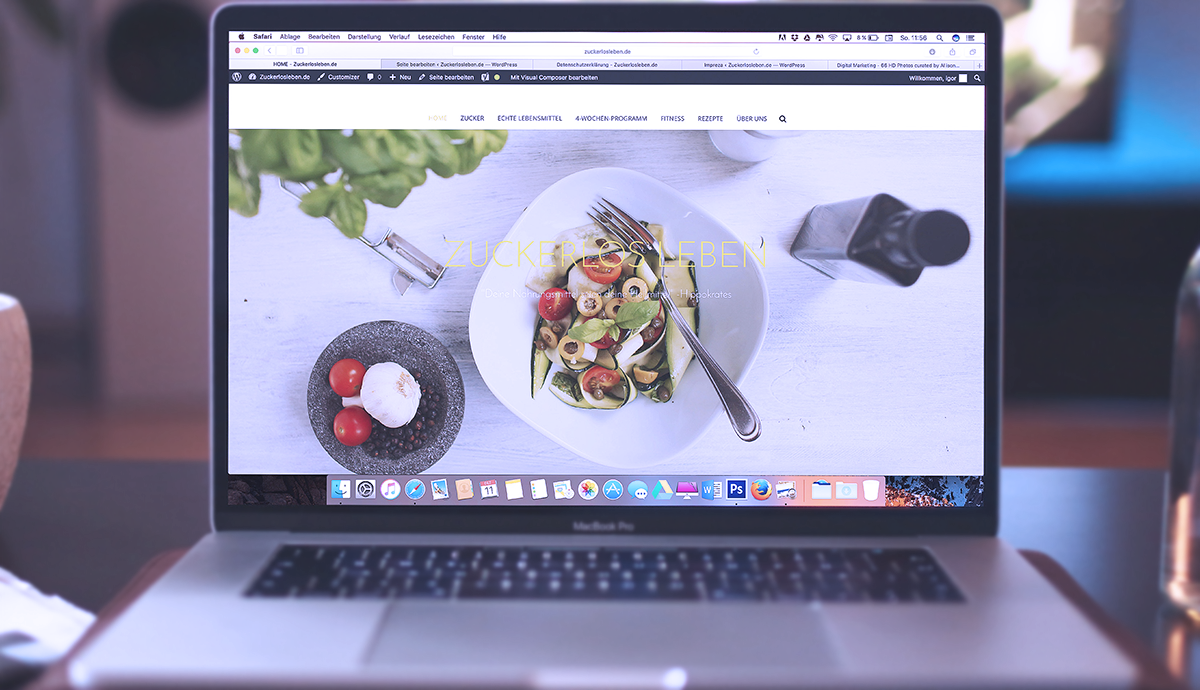 Safari Ablage Bearbeiten Darstellung Verlauf Lesezeichen Fenster Hilfe 8 % So. 11:56
zuckerlosleben.de
HOME - Zuckerlosleben.de Seite bearbeiten ‹ Zuckerlosleben.de — WordPress Datenschutzerklärung - Zuckerlosleben.de Impreza ‹ Zuckerlosleben.de — WordPress Digital Marketing - 66 HD Photos curated by
Zuckerlosleben.de Customizer 0 + Neu Seite bearbeiten Mit Visual Composer bearbeiten Willkommen, igor
HOME ZUCKER ECHTE LEBENSMITTEL 4-WOCHEN-PROGRAMM FITNESS REZEPTE ÜBER UNS
ZUCKERLOS LEBEN
"Deine Nahrungsmittel deine Heilmittel" -Hippokrates
11 W Ps
MacBook Pro